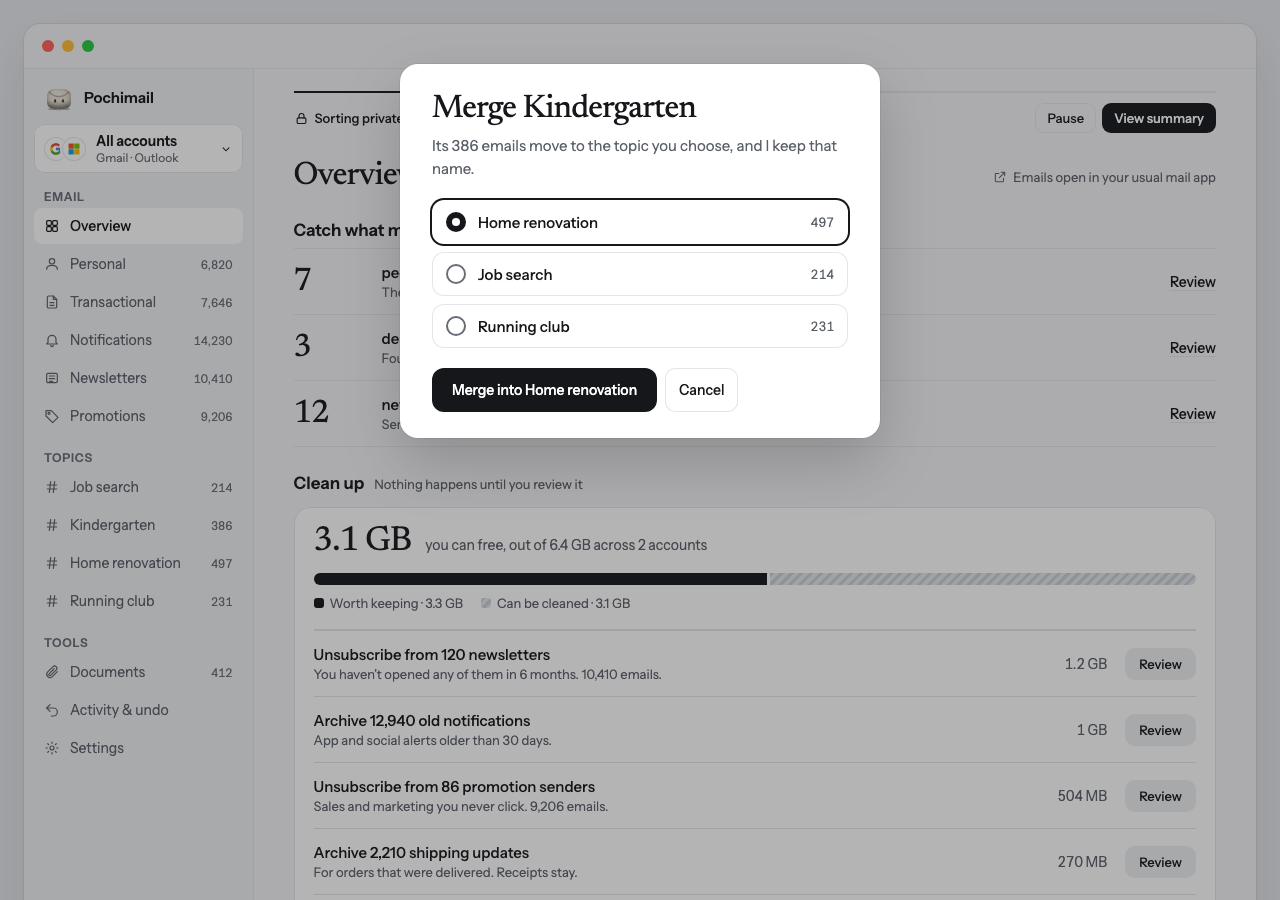 Pochimail
All accounts
Gmail · Outlook
EMAIL
Overview
Personal 6,820
Transactional 7,646
Notifications 14,230
Newsletters 10,410
Promotions 9,206
TOPICS
Job search 214
Kindergarten 386
Home renovation 497
Running club 231
TOOLS
Documents 412
Activity & undo
Settings
Sorting private
Pause
View summary
Emails open in your usual mail app
Catch what m
7
Review
3
Review
12
Review
Merge Kindergarten
Its 386 emails move to the topic you choose, and I keep that
name.
Home renovation 497
Job search 214
Running club 231
Merge into Home renovation
Cancel
Clean up Nothing happens until you review it
3.1 GB you can free, out of 6.4 GB across 2 accounts
Worth keeping · 3.3 GB Can be cleaned · 3.1 GB
Unsubscribe from 120 newsletters
You haven't opened any of them in 6 months. 10,410 emails.
1.2 GB Review
Archive 12,940 old notifications
App and social alerts older than 30 days.
1 GB Review
Unsubscribe from 86 promotion senders
Sales and marketing you never click. 9,206 emails.
504 MB Review
Archive 2,210 shipping updates
For orders that were delivered. Receipts stay.
270 MB Review